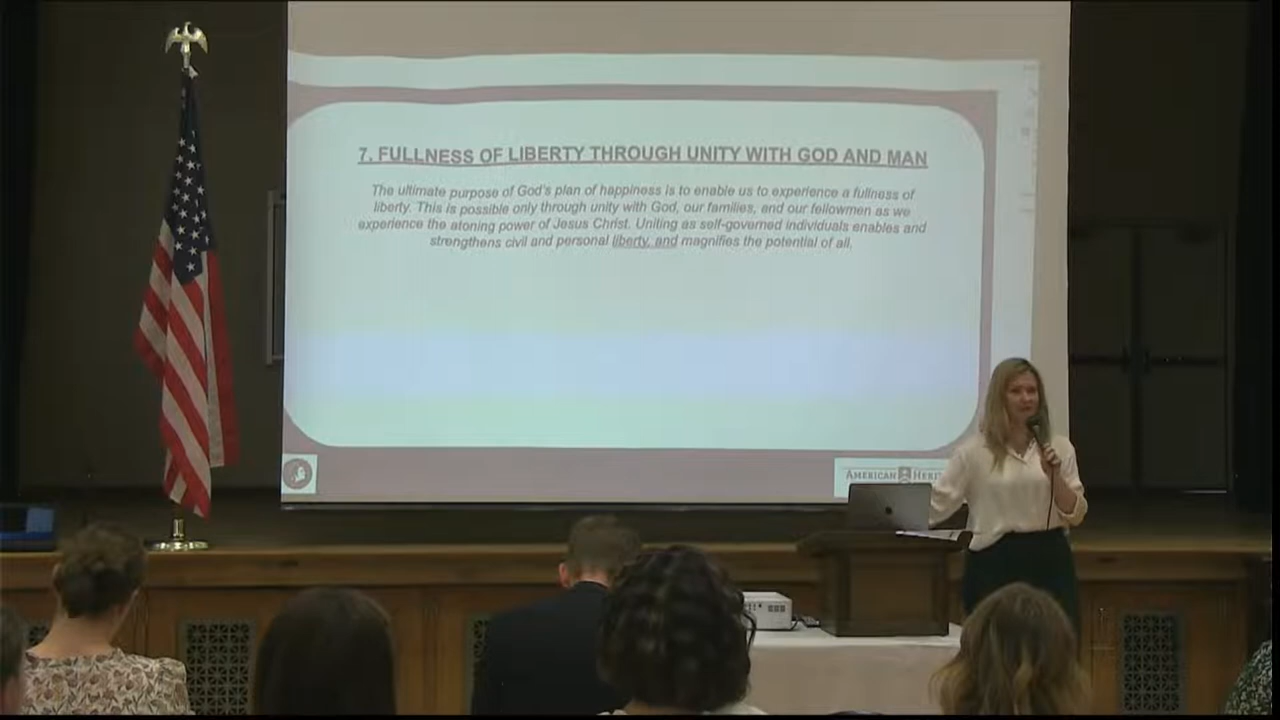 7. FULLNESS OF LIBERTY THROUGH UNITY WITH GOD AND MAN
The ultimate purpose of God's plan of happiness is to enable us to experience a fullness of
liberty. This is possible only through unity with God, our families, and our fellowmen as we
experience the atoning power of Jesus Christ. Uniting as self-governed individuals enables and
strengthens civil and personal liberty, and magnifies the potential of all.
AMERICAN HERI